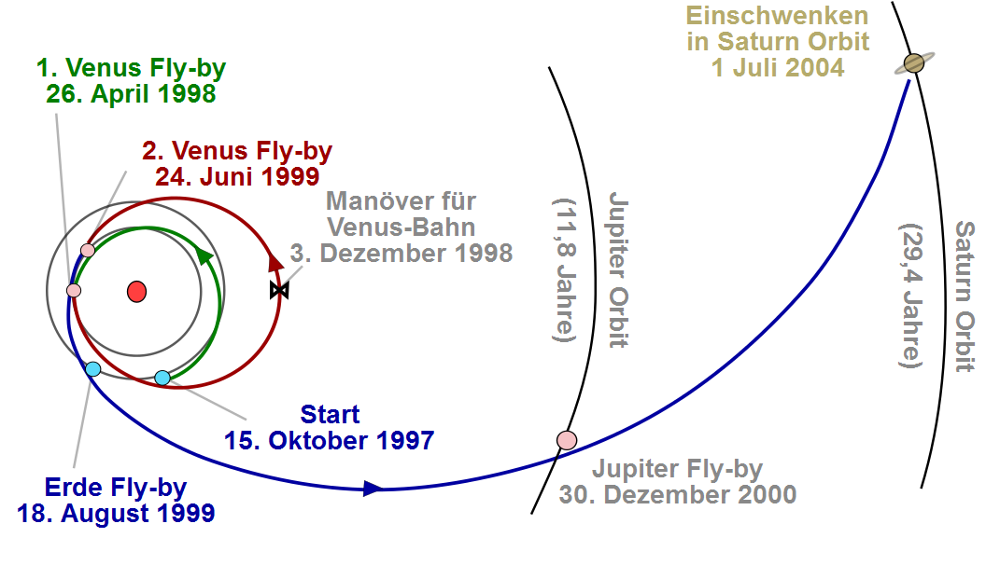 Einschwenken
in Saturn Orbit
1 Juli 2004
1. Venus Fly-by
26. April 1998
2. Venus Fly-by
24. Juni 1999
Manöver für
Venus-Bahn
3. Dezember 1998
Jupiter Orbit
(11,8 Jahre)
Saturn Orbit
(29,4 Jahre)
Start
15. Oktober 1997
Erde Fly-by
18. August 1999
Jupiter Fly-by
30. Dezember 2000